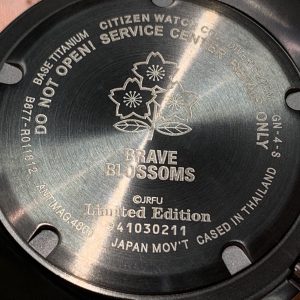 BASE TITANIUM
CITIZEN WATCH
DO NOT OPEN! SERVICE CENTER ONLY
GN-4-S
B877-R011812
BRAVE
BLOSSOMS
©JRFU
Limited Edition
941030211
JAPAN MOV'T CASED IN THAILAND